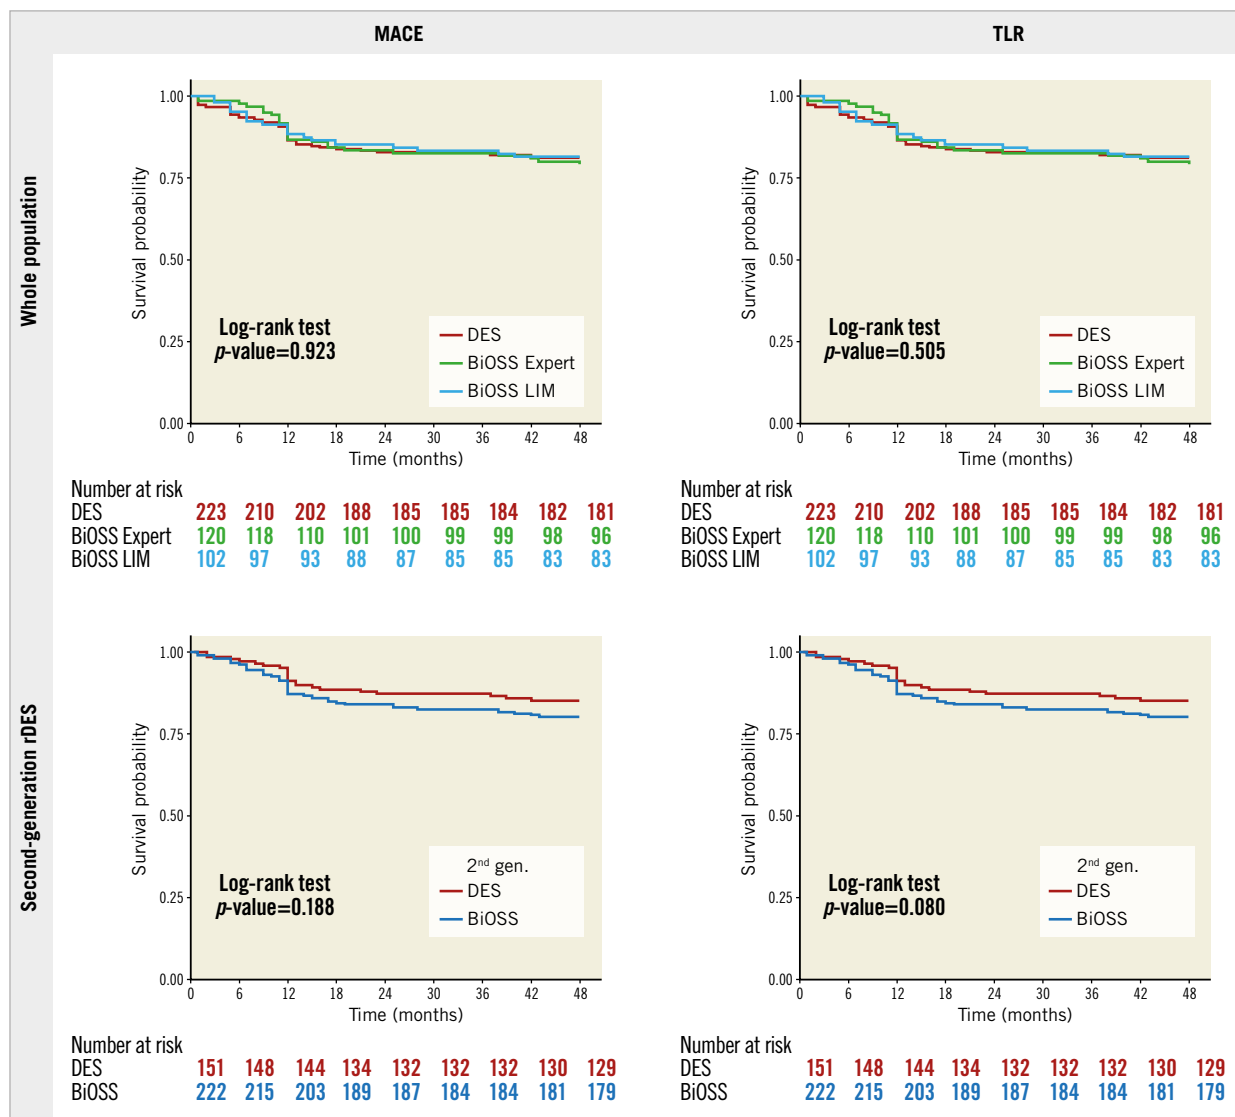 MACE
TLR
Whole population
1.00
0.75
0.50
0.25
0.00
Survival probability
Log-rank test
p-value=0.923
DES
BiOSS Expert
BiOSS LIM
0 6 12 18 24 30 36 42 48
Time (months)
Number at risk
DES 223 210 202 188 185 185 184 182 181
BiOSS Expert 120 118 110 101 100 99 99 98 96
BiOSS LIM 102 97 93 88 87 85 85 83 83
1.00
0.75
0.50
0.25
0.00
Survival probability
Log-rank test
p-value=0.505
DES
BiOSS Expert
BiOSS LIM
0 6 12 18 24 30 36 42 48
Time (months)
Number at risk
DES 223 210 202 188 185 185 184 182 181
BiOSS Expert 120 118 110 101 100 99 99 98 96
BiOSS LIM 102 97 93 88 87 85 85 83 83
Second-generation rDES
1.00
0.75
0.50
0.25
0.00
Survival probability
Log-rank test
p-value=0.188
2nd gen.
DES
BiOSS
0 6 12 18 24 30 36 42 48
Time (months)
Number at risk
DES 151 148 144 134 132 132 132 130 129
BiOSS 222 215 203 189 187 184 184 181 179
1.00
0.75
0.50
0.25
0.00
Survival probability
Log-rank test
p-value=0.080
2nd gen.
DES
BiOSS
0 6 12 18 24 30 36 42 48
Time (months)
Number at risk
DES 151 148 144 134 132 132 132 130 129
BiOSS 222 215 203 189 187 184 184 181 179